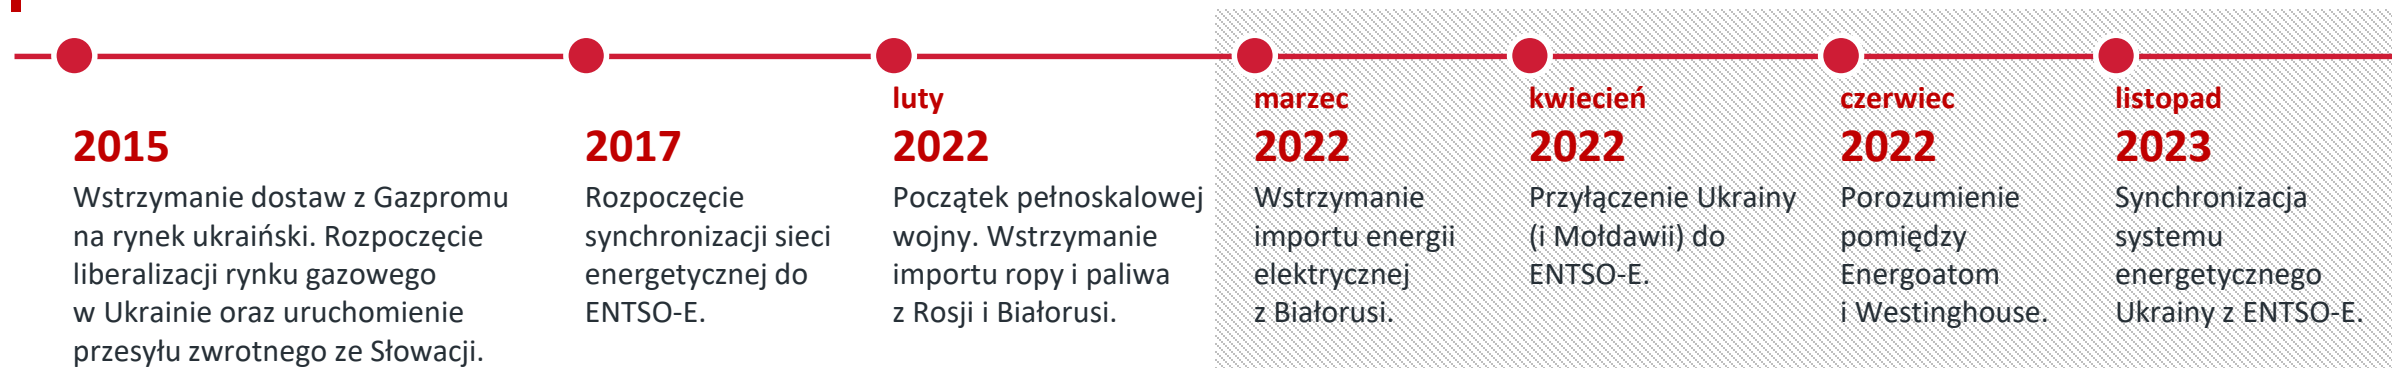 2015
Wstrzymanie dostaw z Gazpromu
na rynek ukraiński. Rozpoczęcie
liberalizacji rynku gazowego
w Ukrainie oraz uruchomienie
przesyłu zwrotnego ze Słowacji.
2017
Rozpoczęcie
synchronizacji sieci
energetycznej do
ENTSO-E.
luty
2022
Początek pełnoskalowej
wojny. Wstrzymanie
importu ropy i paliwa
z Rosji i Białorusi.
marzec
2022
Wstrzymanie
importu energii
elektrycznej
z Białorusi.
kwiecień
2022
Przyłączenie Ukrainy
(i Mołdawii) do
ENTSO-E.
czerwiec
2022
Porozumienie
pomiędzy
Energoatom
i Westinghouse.
listopad
2023
Synchronizacja
systemu
energetycznego
Ukrainy z ENTSO-E.